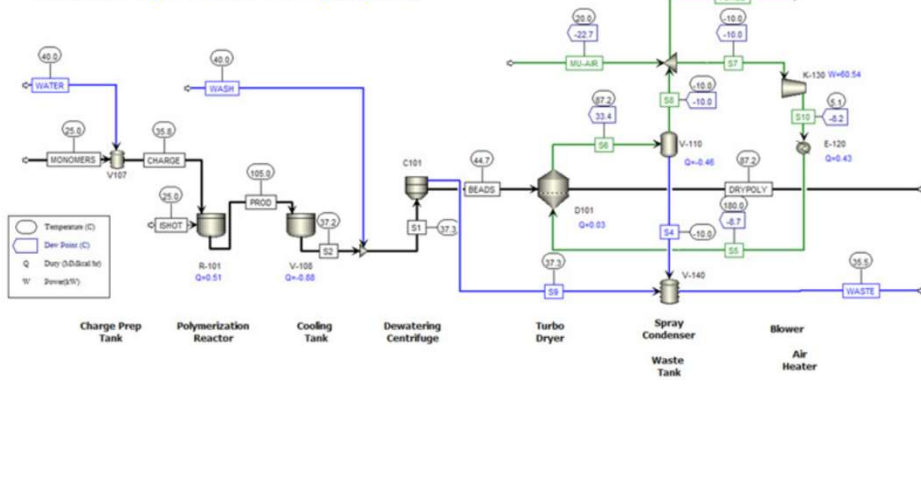 20.0
-22.7
MU-AIR
-10.0
-10.0
S7
K-130 W=60.54
40.0
WATER
40.0
WASH
-10.0
S8
-10.0
87.2
33.4
S6
5.1
S10
-8.2
E-120
Q=0.43
V-110
Q=-0.46
25.0
MONOMERS
V107
35.8
CHARGE
C101
44.7
BEADS
87.2
DRYPOLY
25.0
ISHOT
105.0
PROD
D101
Q=0.03
180.0
-8.7
S5
S4
-10.0
37.2
S2
S1
37.3
Temperature (C)
Dew Point (C)
Q Duty (MMkcal/hr)
W Power(kW)
R-101
Q=0.51
V-108
Q=-0.88
37.3
S9
V-140
35.5
WASTE
Charge Prep
Tank
Polymerization
Reactor
Cooling
Tank
Dewatering
Centrifuge
Turbo
Dryer
Spray
Condenser
Waste
Tank
Blower
Air
Heater